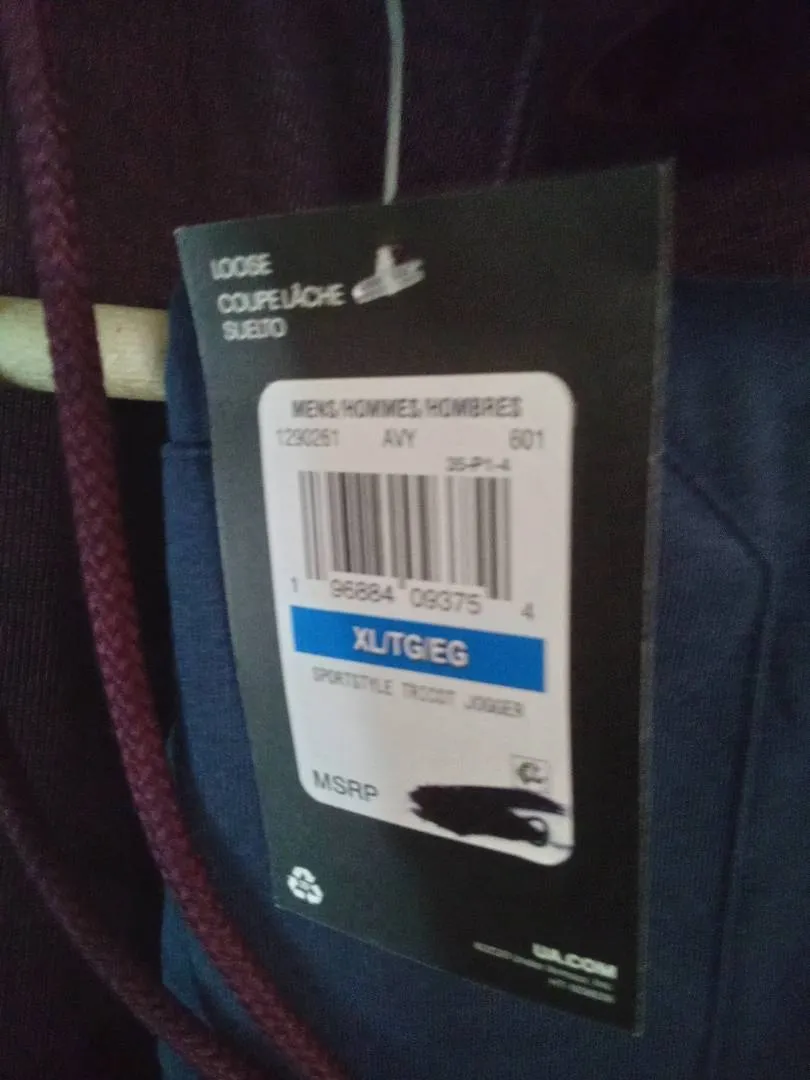 LOOSE
COUPE LÂCHE
SUELTO
MENS/HOMMES/HOMBRES
1290261 AVY 601
35-P1-4
1 96884 09375 4
XL/TG/EG
SPORTSTYLE TRICOT JOGGER
MSRP
UA.COM